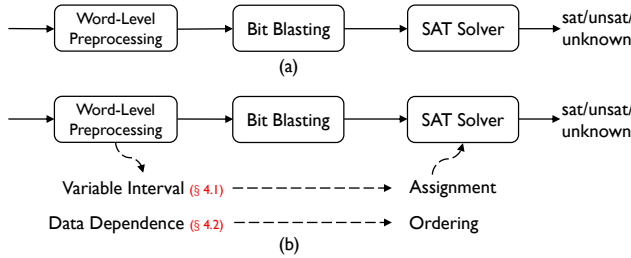 Word-Level
Preprocessing
Bit Blasting
SAT Solver
sat/unsat/
unknown
(a)
Word-Level
Preprocessing
Bit Blasting
SAT Solver
sat/unsat/
unknown
Variable Interval (§ 4.1)
Assignment
Data Dependence (§ 4.2)
Ordering
(b)